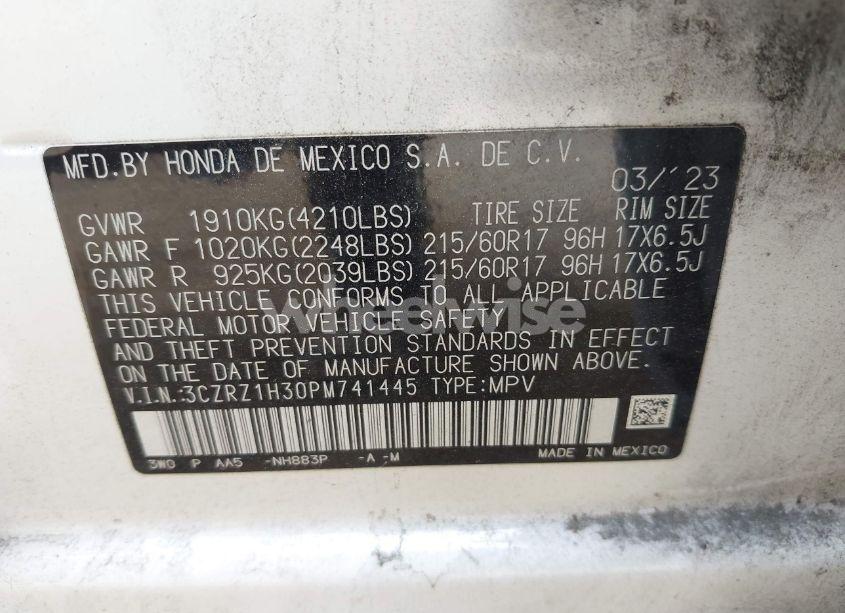 MFD.BY HONDA DE MEXICO S.A. DE C.V.
03/'23
GVWR 1910KG(4210LBS) TIRE SIZE RIM SIZE
GAWR F 1020KG(2248LBS) 215/60R17 96H 17X6.5J
GAWR R 925KG(2039LBS) 215/60R17 96H 17X6.5J
THIS VEHICLE CONFORMS TO ALL APPLICABLE
FEDERAL MOTOR VEHICLE SAFETY
AND THEFT PREVENTION STANDARDS IN EFFECT
ON THE DATE OF MANUFACTURE SHOWN ABOVE.
V.I.N.:3CZRZ1H30PM741445 TYPE:MPV
3W0 P AA5 -NH883P -A -M MADE IN MEXICO
wheelwise